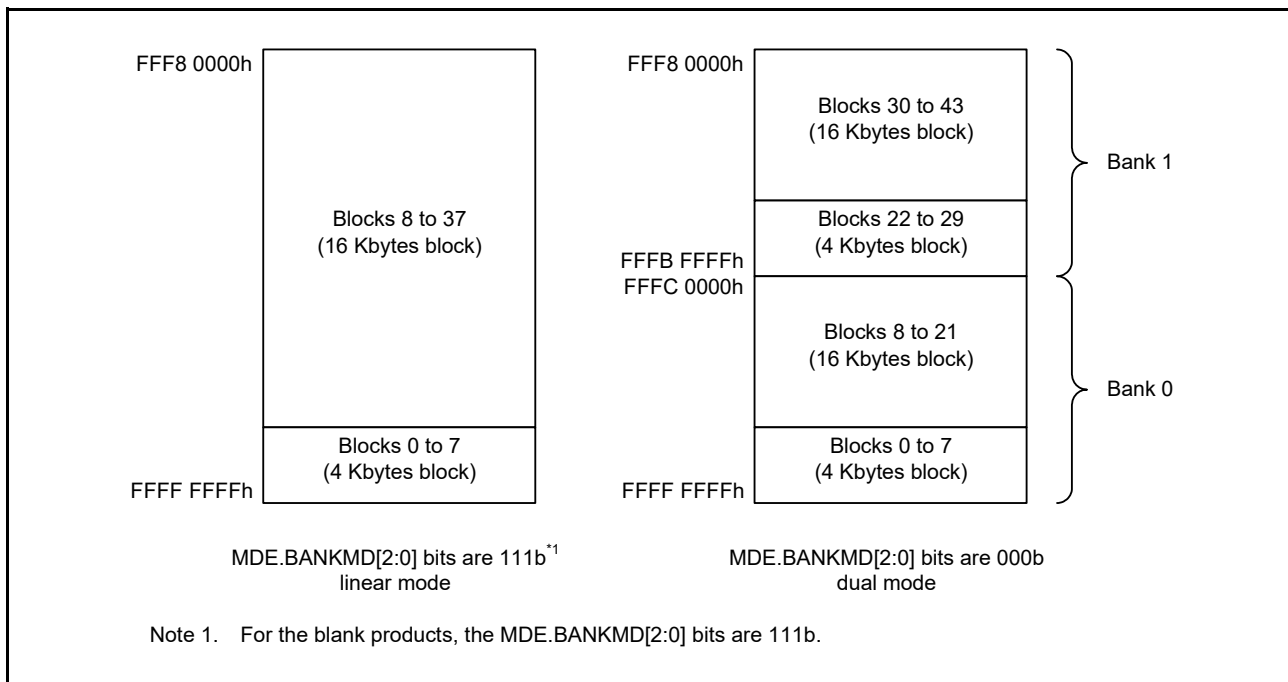 FFF8 0000h
Blocks 8 to 37
(16 Kbytes block)
Blocks 0 to 7
(4 Kbytes block)
FFFF FFFFh
MDE.BANKMD[2:0] bits are 111b*1
linear mode
FFF8 0000h
Blocks 30 to 43
(16 Kbytes block)
Bank 1
Blocks 22 to 29
(4 Kbytes block)
FFFB FFFFh
FFFC 0000h
Blocks 8 to 21
(16 Kbytes block)
Bank 0
Blocks 0 to 7
(4 Kbytes block)
FFFF FFFFh
MDE.BANKMD[2:0] bits are 000b
dual mode
Note 1. For the blank products, the MDE.BANKMD[2:0] bits are 111b.